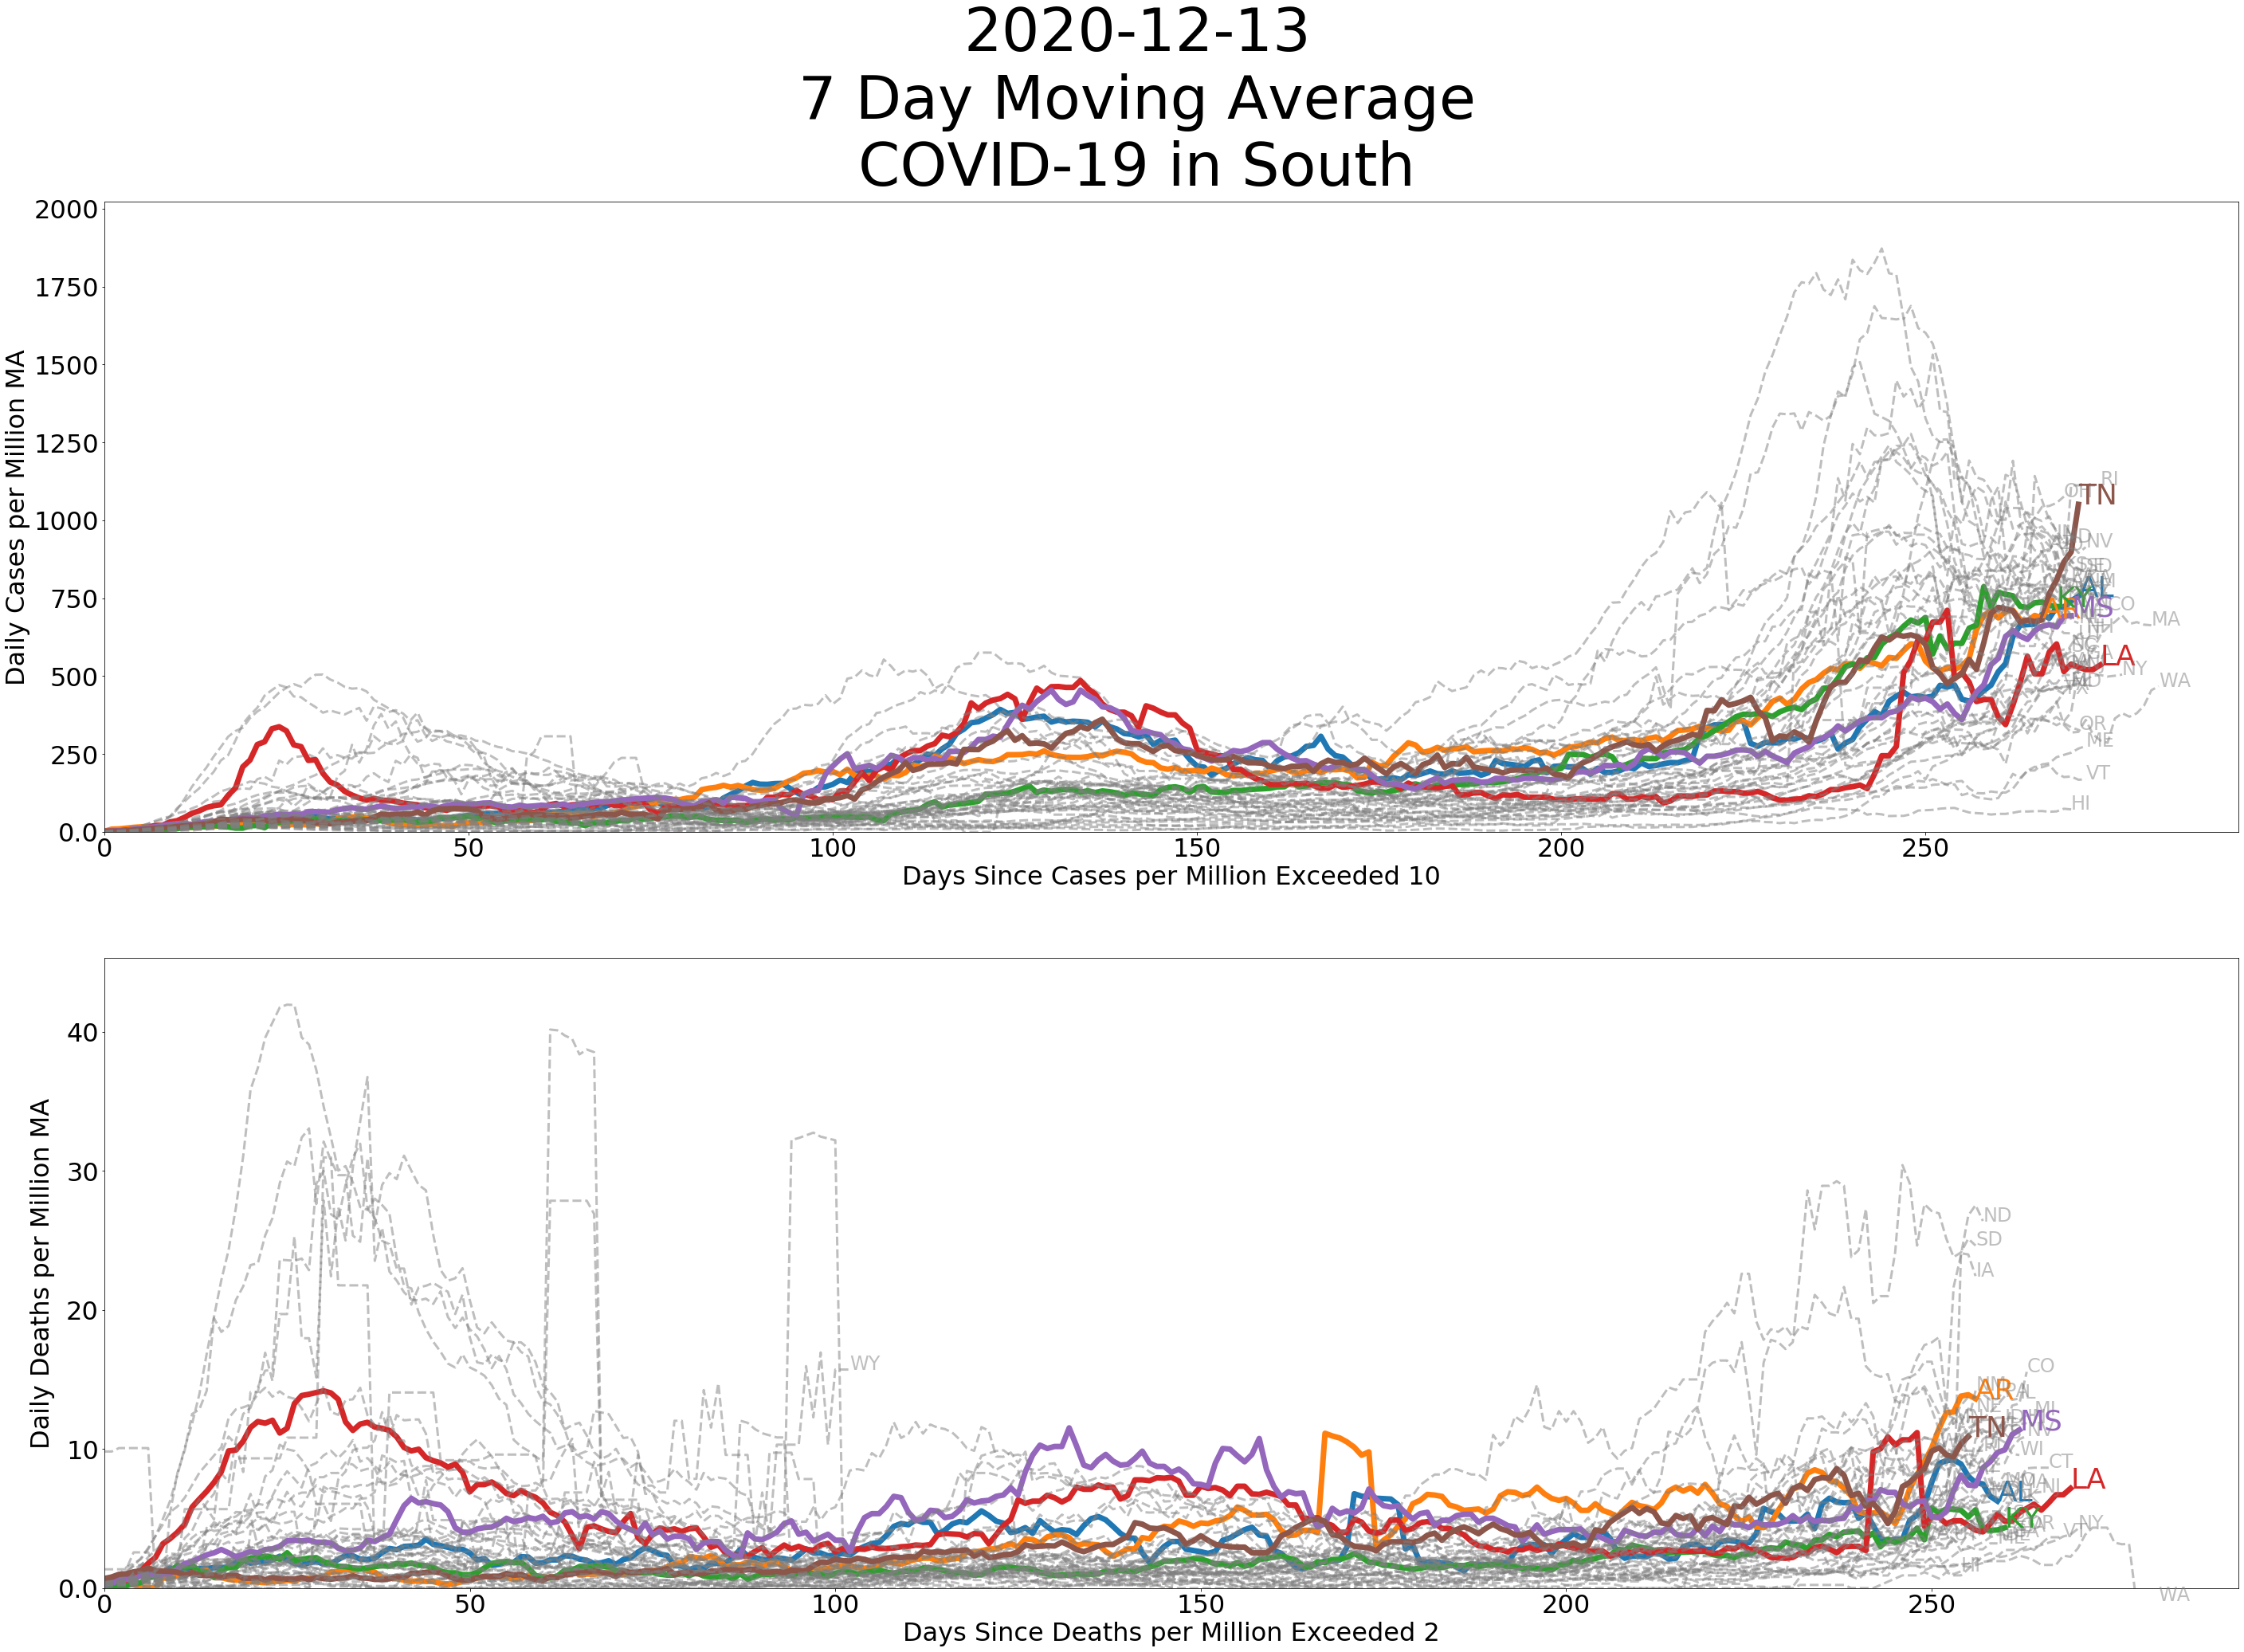 2020-12-13
7 Day Moving Average
COVID-19 in South
Daily Cases per Million MA
2000
1750
1500
1250
1000
750
500
250
0.0
0 50 100 150 200 250
Days Since Cases per Million Exceeded 10
RI
TN
NV
AL
CO
MS
MA
NH
LA
NY
WA
OR
ME
VT
HI
Daily Deaths per Million MA
40
30
20
10
0.0
0 50 100 150 200 250
Days Since Deaths per Million Exceeded 2
ND
SD
IA
WY
CO
AR
MS
TN
WI
CT
LA
AL
KY
NY
VT
HI
WA